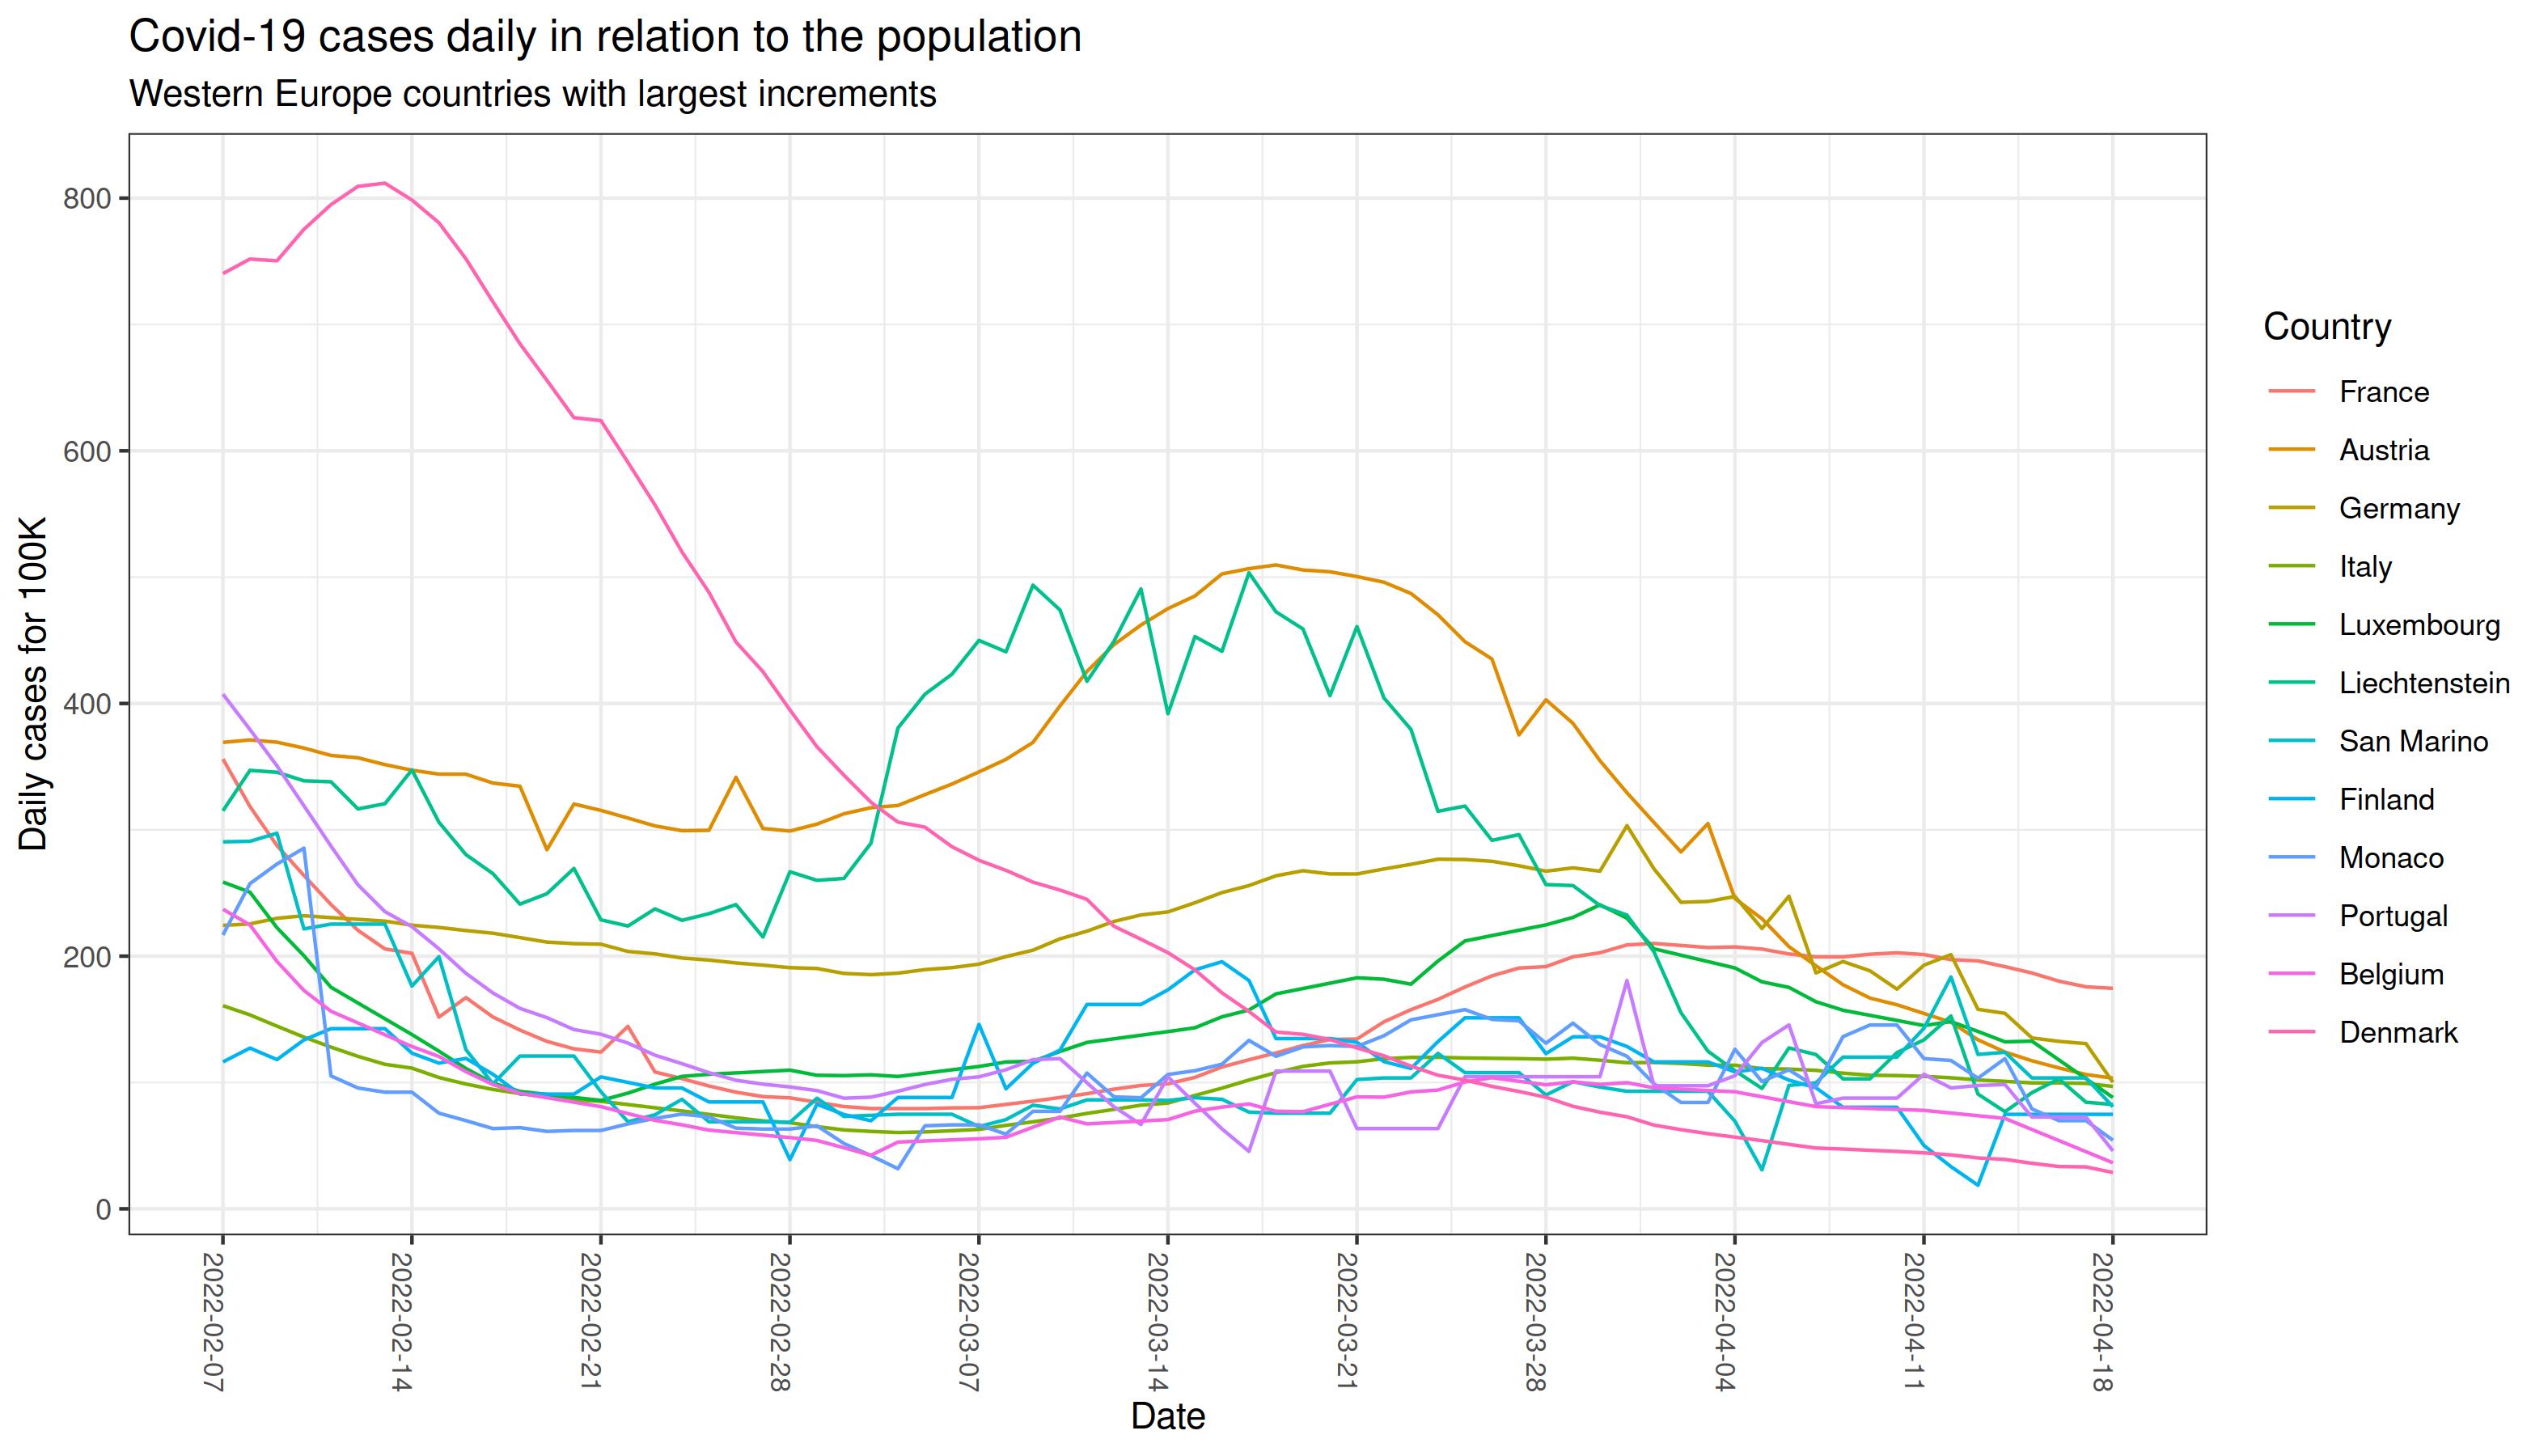 Covid-19 cases daily in relation to the population
Western Europe countries with largest increments
Daily cases for 100K
800
600
400
200
0
2022-02-07
2022-02-14
2022-02-21
2022-02-28
2022-03-07
2022-03-14
2022-03-21
2022-03-28
2022-04-04
2022-04-11
2022-04-18
Date
Country
France
Austria
Germany
Italy
Luxembourg
Liechtenstein
San Marino
Finland
Monaco
Portugal
Belgium
Denmark